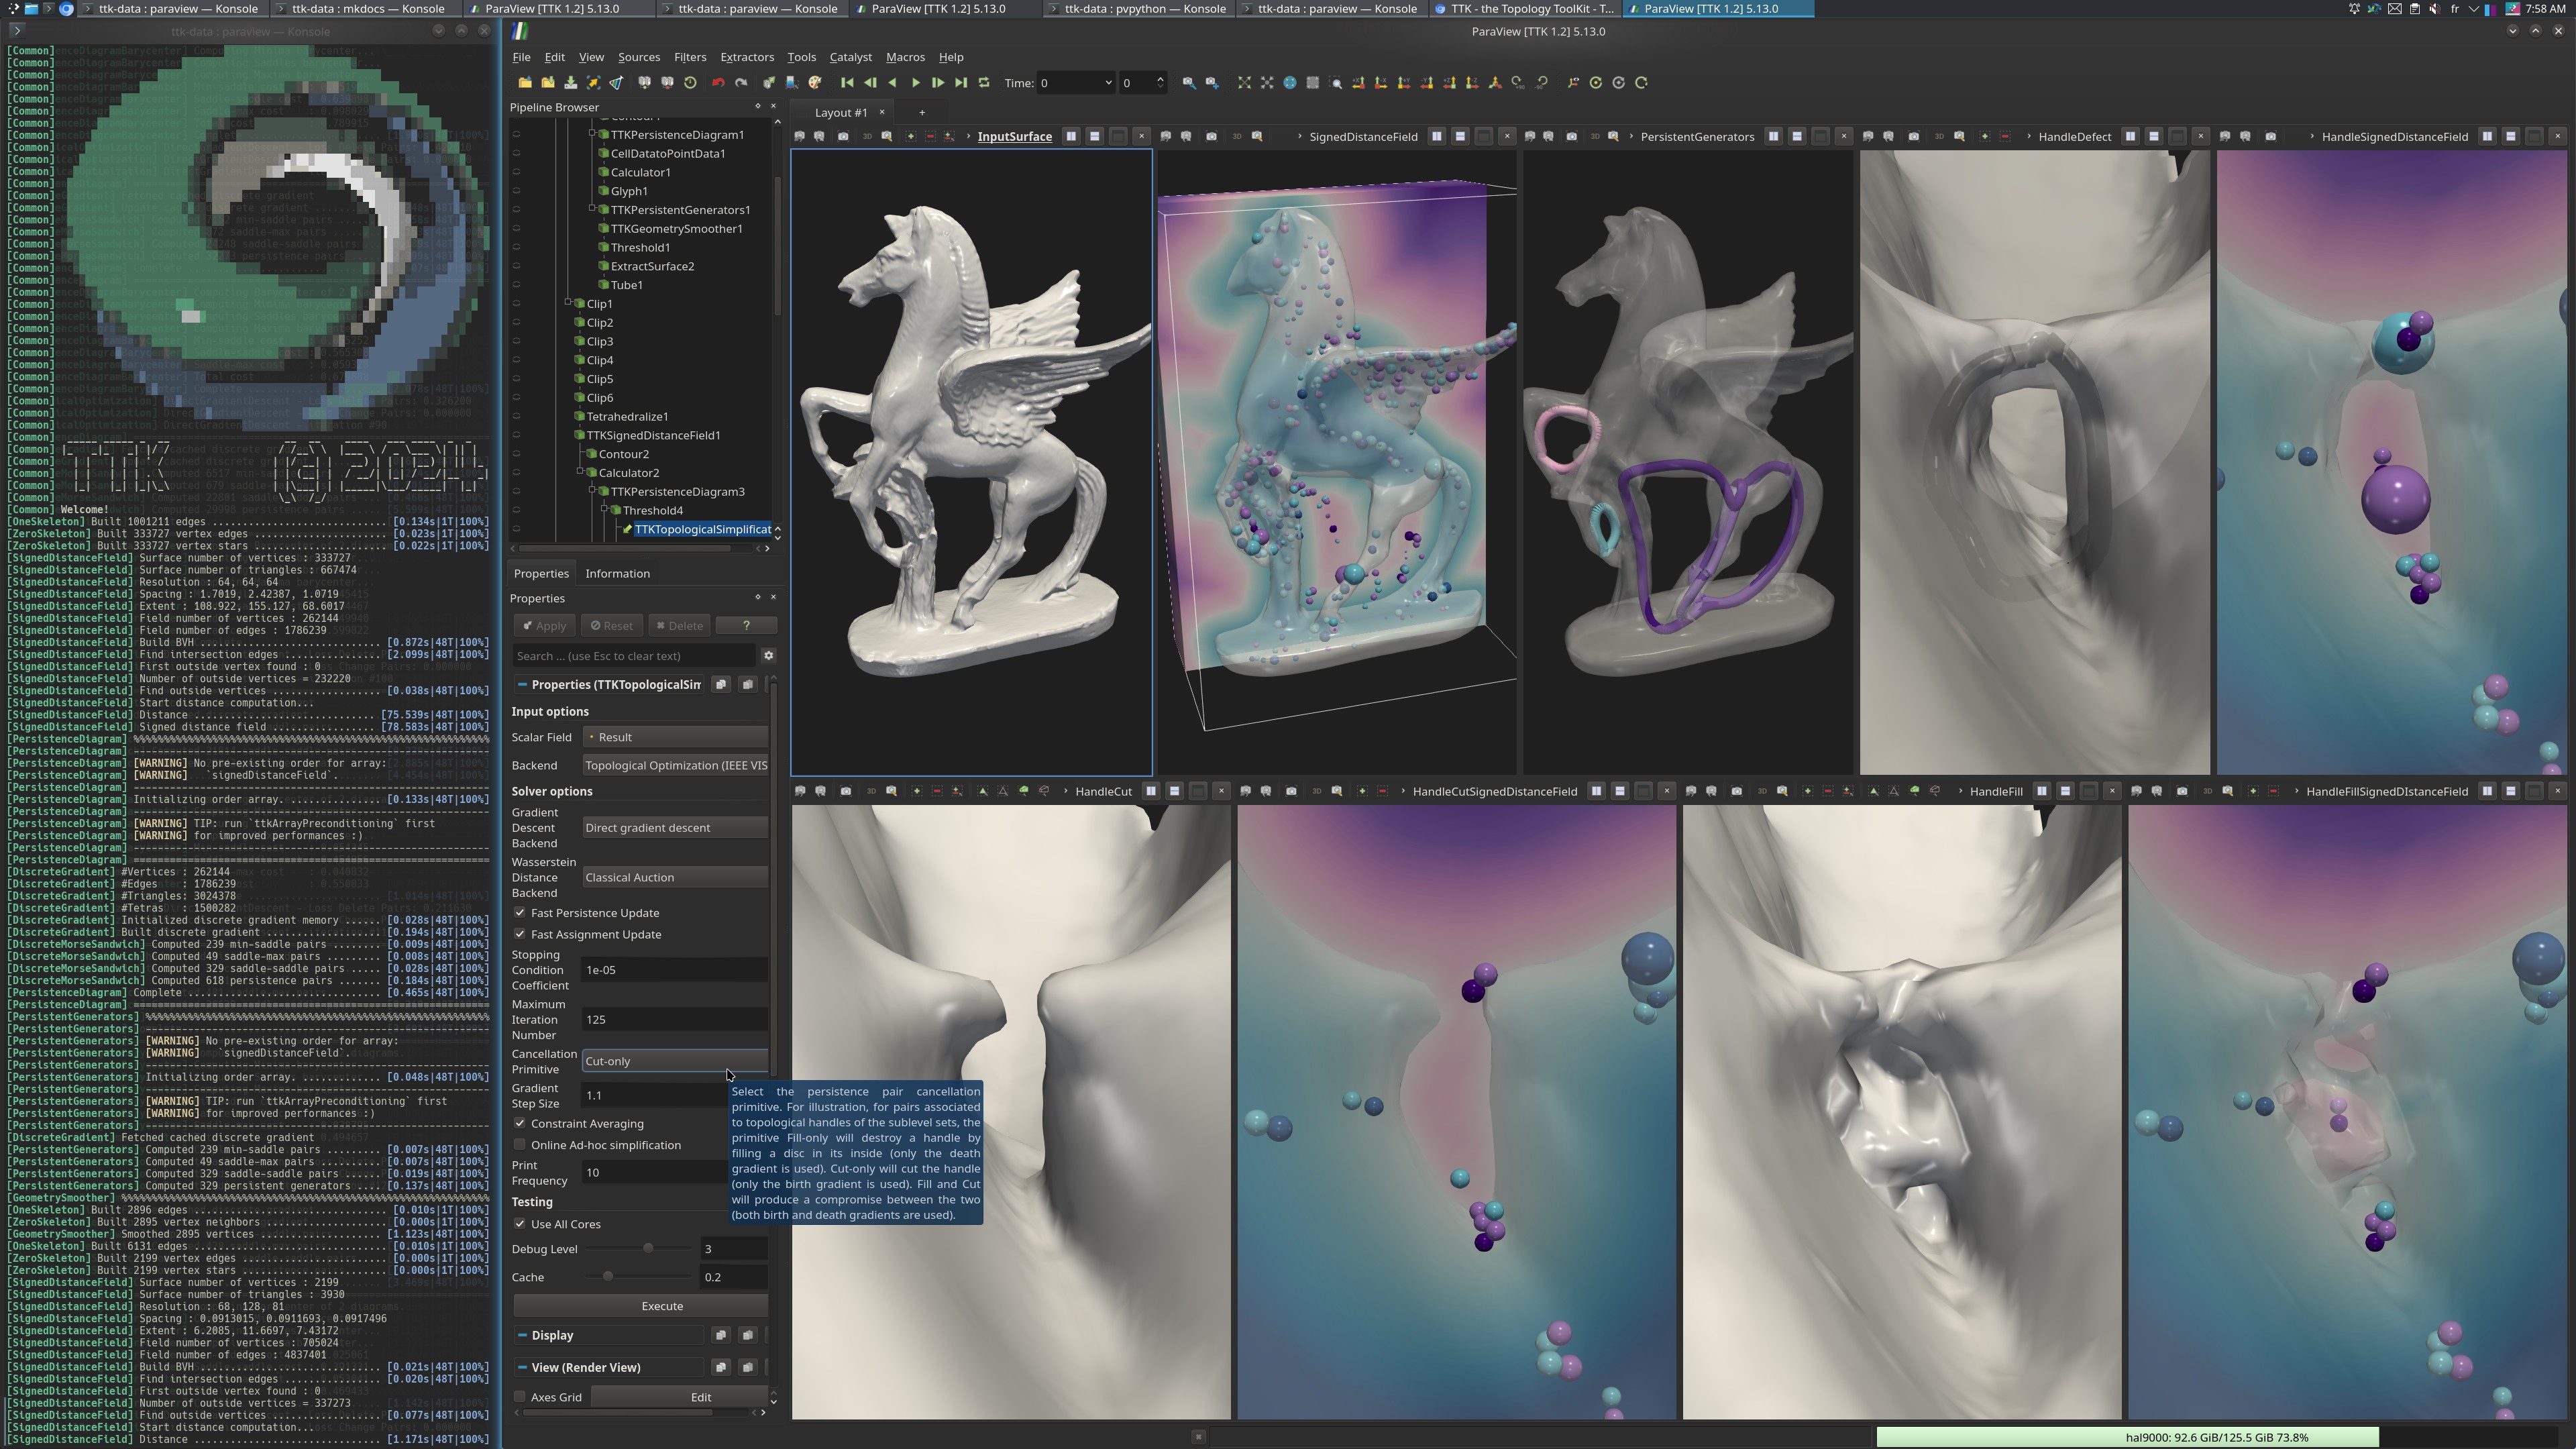 ttk-data : paraview — Konsole
ttk-data : mkdocs — Konsole
ParaView [TTK 1.2] 5.13.0
ttk-data : paraview — Konsole
ParaView [TTK 1.2] 5.13.0
ttk-data : pvpython — Konsole
ttk-data : paraview — Konsole
TTK - the Topology ToolKit - T...
ParaView [TTK 1.2] 5.13.0
fr
7:58 AM
ttk-data : paraview — Konsole
[Common] Welcome!
[OneSkeleton] Built 1001211 edges ............................. [0.134s|1T|100%]
[ZeroSkeleton] Built 333727 vertex edges ...................... [0.023s|1T|100%]
[ZeroSkeleton] Built 333727 vertex stars ...................... [0.022s|1T|100%]
[SignedDistanceField] Surface number of vertices : 333727
[SignedDistanceField] Surface number of triangles : 667474
[SignedDistanceField] Resolution : 64, 64, 64
[SignedDistanceField] Spacing : 1.7019, 2.42387, 1.0719
[SignedDistanceField] Extent : 108.922, 155.127, 68.6017
[SignedDistanceField] Field number of vertices : 262144
[SignedDistanceField] Field number of edges : 1786239
[SignedDistanceField] Build BVH .............................. [0.872s|48T|100%]
[SignedDistanceField] Find intersection edges ................ [2.099s|48T|100%]
[SignedDistanceField] First outside vertex found : 0
[SignedDistanceField] Number of outside vertices = 232220
[SignedDistanceField] Find outside vertices .................. [0.038s|1T|100%]
[SignedDistanceField] Start distance computation...
[SignedDistanceField] Distance .............................. [75.539s|48T|100%]
[SignedDistanceField] Signed distance field ................. [78.583s|48T|100%]
[PersistenceDiagram] [WARNING] No pre-existing order for array:
[PersistenceDiagram] [WARNING]  `signedDistanceField`.
[PersistenceDiagram] Initializing order array. ............... [0.133s|48T|100%]
[PersistenceDiagram] [WARNING] TIP: run `ttkArrayPreconditioning` first
[PersistenceDiagram] [WARNING] for improved performances :)
[DiscreteGradient] #Vertices : 262144
[DiscreteGradient] #Edges    : 1786239
[DiscreteGradient] #Triangles: 3024378
[DiscreteGradient] #Tetras   : 1500282
[DiscreteGradient] Initialized discrete gradient memory ...... [0.028s|1T|100%]
[DiscreteGradient] Built discrete gradient ................... [0.194s|48T|100%]
[DiscreteMorseSandwich] Computed 239 min-saddle pairs ........ [0.009s|48T|100%]
[DiscreteMorseSandwich] Computed 49 saddle-max pairs ......... [0.008s|48T|100%]
[DiscreteMorseSandwich] Computed 329 saddle-saddle pairs ..... [0.028s|48T|100%]
[DiscreteMorseSandwich] Computed 618 persistence pairs ....... [0.184s|48T|100%]
[PersistenceDiagram] Complete ................................ [0.465s|48T|100%]
[PersistentGenerators] [WARNING] No pre-existing order for array:
[PersistentGenerators] [WARNING]  `signedDistanceField`.
[PersistentGenerators] Initializing order array. ............. [0.048s|48T|100%]
[PersistentGenerators] [WARNING] TIP: run `ttkArrayPreconditioning` first
[PersistentGenerators] [WARNING] for improved performances :)
[DiscreteGradient] Fetched cached discrete gradient
[PersistentGenerators] Computed 239 min-saddle pairs ......... [0.007s|48T|100%]
[PersistentGenerators] Computed 49 saddle-max pairs .......... [0.007s|48T|100%]
[PersistentGenerators] Computed 329 saddle-saddle pairs ...... [0.019s|48T|100%]
[PersistentGenerators] Computed 329 persistent generators .... [0.137s|48T|100%]
[OneSkeleton] Built 2896 edges ............................... [0.010s|1T|100%]
[ZeroSkeleton] Built 2895 vertex neighbors ................... [0.000s|1T|100%]
[GeometrySmoother] Smoothed 2895 vertices .................... [1.123s|48T|100%]
[OneSkeleton] Built 6131 edges ............................... [0.010s|1T|100%]
[ZeroSkeleton] Built 2199 vertex edges ....................... [0.000s|1T|100%]
[ZeroSkeleton] Built 2199 vertex stars ....................... [0.000s|1T|100%]
[SignedDistanceField] Surface number of vertices : 2199
[SignedDistanceField] Surface number of triangles : 3930
[SignedDistanceField] Resolution : 68, 128, 81
[SignedDistanceField] Spacing : 0.0913015, 0.0911693, 0.0917496
[SignedDistanceField] Extent : 6.2085, 11.6697, 7.43172
[SignedDistanceField] Field number of vertices : 705024
[SignedDistanceField] Field number of edges : 4837401
[SignedDistanceField] Build BVH .............................. [0.021s|48T|100%]
[SignedDistanceField] Find intersection edges ................ [0.020s|48T|100%]
[SignedDistanceField] First outside vertex found : 0
[SignedDistanceField] Number of outside vertices = 337273
[SignedDistanceField] Find outside vertices .................. [0.077s|48T|100%]
[SignedDistanceField] Start distance computation...
[SignedDistanceField] Distance ............................... [1.171s|48T|100%]
ParaView [TTK 1.2] 5.13.0
File Edit View Sources Filters Extractors Tools Catalyst Macros Help
Time: 0 0
Pipeline Browser
TTKPersistenceDiagram1
CellDatatoPointData1
Calculator1
Glyph1
TTKPersistentGenerators1
TTKGeometrySmoother1
Threshold1
ExtractSurface2
Tube1
Clip1
Clip2
Clip3
Clip4
Clip5
Clip6
Tetrahedralize1
TTKSignedDistanceField1
Contour2
Calculator2
TTKPersistenceDiagram3
Threshold4
TTKTopologicalSimplificat
Properties Information
Properties
Apply Reset Delete ?
Search ... (use Esc to clear text)
Properties (TTKTopologicalSim
Input options
Scalar Field Result
Backend Topological Optimization (IEEE VIS
Solver options
Gradient Descent Backend Direct gradient descent
Wasserstein Distance Backend Classical Auction
Fast Persistence Update
Fast Assignment Update
Stopping Condition Coefficient 1e-05
Maximum Iteration Number 125
Cancellation Primitive Cut-only
Gradient Step Size 1.1
Constraint Averaging
Online Ad-hoc simplification
Print Frequency 10
Testing
Use All Cores
Debug Level 3
Cache 0.2
Execute
Display
View (Render View)
Axes Grid Edit
Select the persistence pair cancellation
primitive. For illustration, for pairs associated
to topological handles of the sublevel sets, the
primitive Fill-only will destroy a handle by
filling a disc in its inside (only the death
gradient is used). Cut-only will cut the handle
(only the birth gradient is used). Fill and Cut
will produce a compromise between the two
(both birth and death gradients are used).
Layout #1
InputSurface
SignedDistanceField
PersistentGenerators
HandleDefect
HandleSignedDistanceField
HandleCut
HandleCutSignedDistanceField
HandleFill
HandleFillSignedDIstanceField
hal9000: 92.6 GiB/125.5 GiB 73.8%